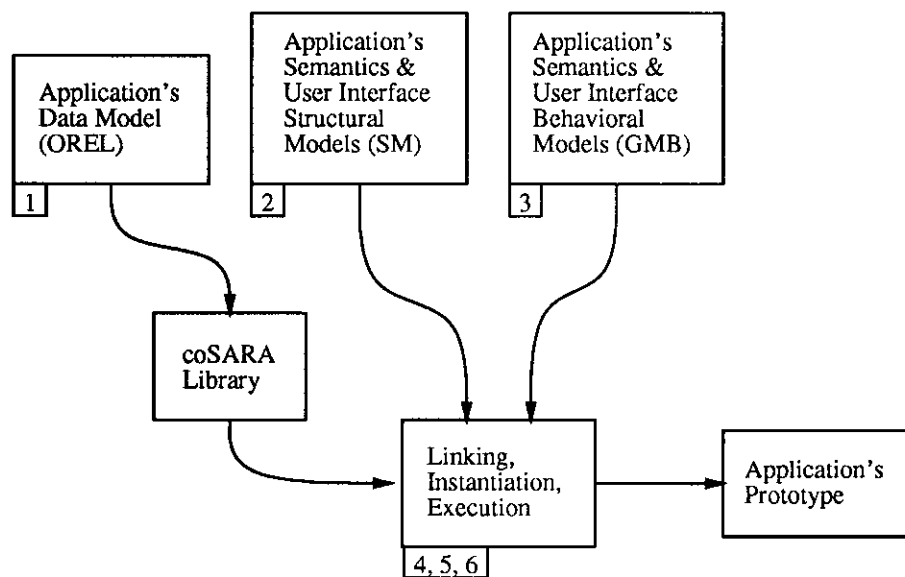 Application's
Data Model
(OREL)
1
Application's
Semantics &
User Interface
Structural
Models (SM)
2
Application's
Semantics &
User Interface
Behavioral
Models (GMB)
3
coSARA
Library
Linking,
Instantiation,
Execution
4, 5, 6
Application's
Prototype